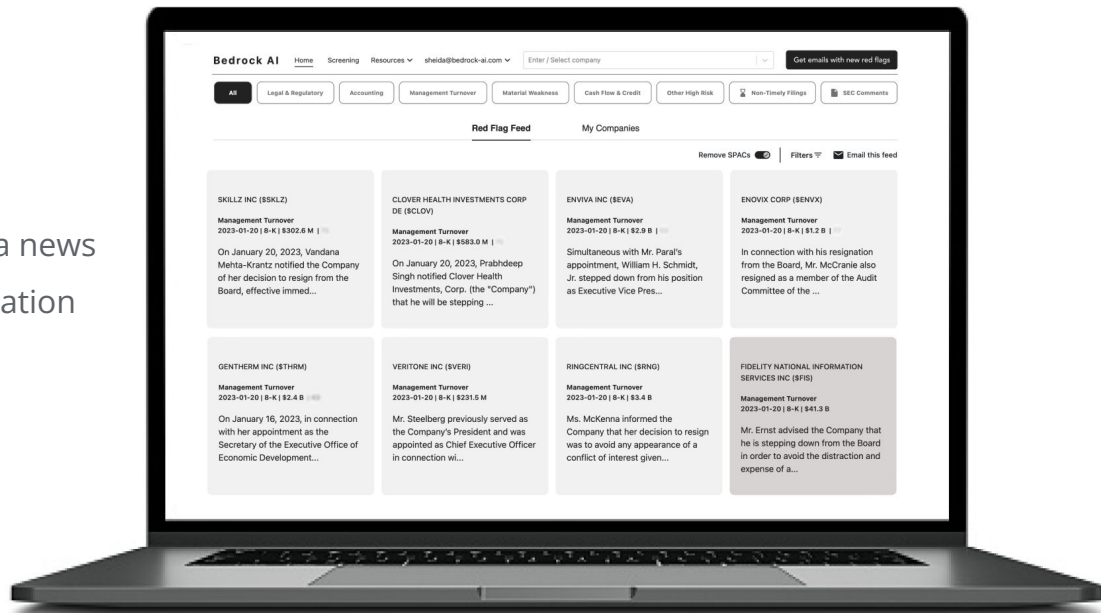 a news
ation
Bedrock AI Home Screening Resources sheida@bedrock-ai.com Enter / Select company Get emails with new red flags
All Legal & Regulatory Accounting Management Turnover Material Weakness Cash Flow & Credit Other High Risk Non-Timely Filings SEC Comments
Red Flag Feed My Companies
Remove SPACs Filters Email this feed
SKILLZ INC ($SKLZ)
Management Turnover
2023-01-20 | 8-K | $302.6 M |
On January 20, 2023, Vandana
Mehta-Krantz notified the Company
of her decision to resign from the
Board, effective immed...
CLOVER HEALTH INVESTMENTS CORP
DE ($CLOV)
Management Turnover
2023-01-20 | 8-K | $583.0 M |
On January 20, 2023, Prabhdeep
Singh notified Clover Health
Investments, Corp. (the "Company")
that he will be stepping ...
ENVIVA INC ($EVA)
Management Turnover
2023-01-20 | 8-K | $2.9 B |
Simultaneous with Mr. Paral's
appointment, William H. Schmidt,
Jr. stepped down from his position
as Executive Vice Pres...
ENOVIX CORP ($ENVX)
Management Turnover
2023-01-20 | 8-K | $1.2 B |
In connection with his resignation
from the Board, Mr. McCranie also
resigned as a member of the Audit
Committee of the ...
GENTHERM INC ($THRM)
Management Turnover
2023-01-20 | 8-K | $2.4 B
On January 16, 2023, in connection
with her appointment as the
Secretary of the Executive Office of
Economic Development...
VERITONE INC ($VERI)
Management Turnover
2023-01-20 | 8-K | $231.5 M
Mr. Steelberg previously served as
the Company's President and was
appointed as Chief Executive Officer
in connection wi...
RINGCENTRAL INC ($RNG)
Management Turnover
2023-01-20 | 8-K | $3.4 B
Ms. McKenna informed the
Company that her decision to resign
was to avoid any appearance of a
conflict of interest given...
FIDELITY NATIONAL INFORMATION
SERVICES INC ($FIS)
Management Turnover
2023-01-20 | 8-K | $41.3 B
Mr. Ernst advised the Company that
he is stepping down from the Board
in order to avoid the distraction and
expense of a...